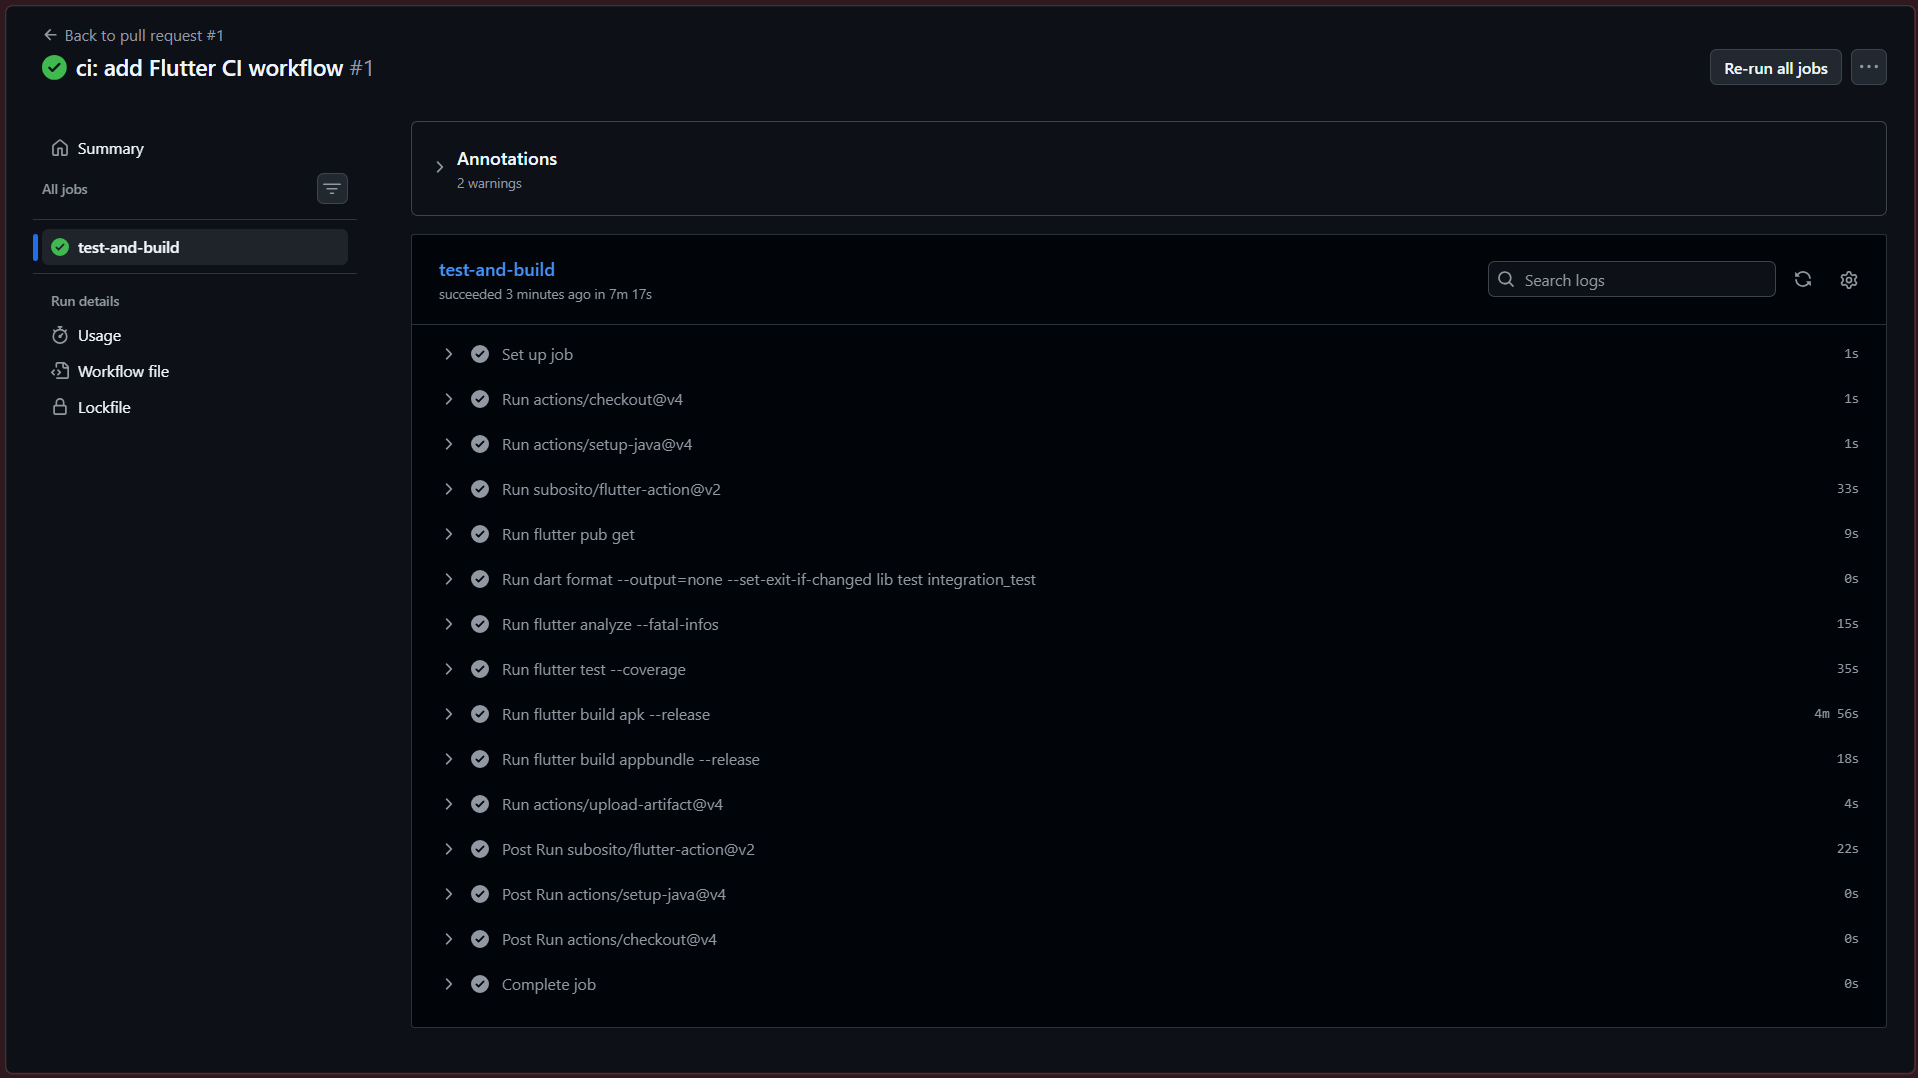 Back to pull request #1
ci: add Flutter CI workflow #1
Re-run all jobs
Summary
All jobs
test-and-build
Run details
Usage
Workflow file
Lockfile
Annotations
2 warnings
test-and-build
succeeded 3 minutes ago in 7m 17s
Search logs
Set up job 1s
Run actions/checkout@v4 1s
Run actions/setup-java@v4 1s
Run subosito/flutter-action@v2 33s
Run flutter pub get 9s
Run dart format --output=none --set-exit-if-changed lib test integration_test 0s
Run flutter analyze --fatal-infos 15s
Run flutter test --coverage 35s
Run flutter build apk --release 4m 56s
Run flutter build appbundle --release 18s
Run actions/upload-artifact@v4 4s
Post Run subosito/flutter-action@v2 22s
Post Run actions/setup-java@v4 0s
Post Run actions/checkout@v4 0s
Complete job 0s